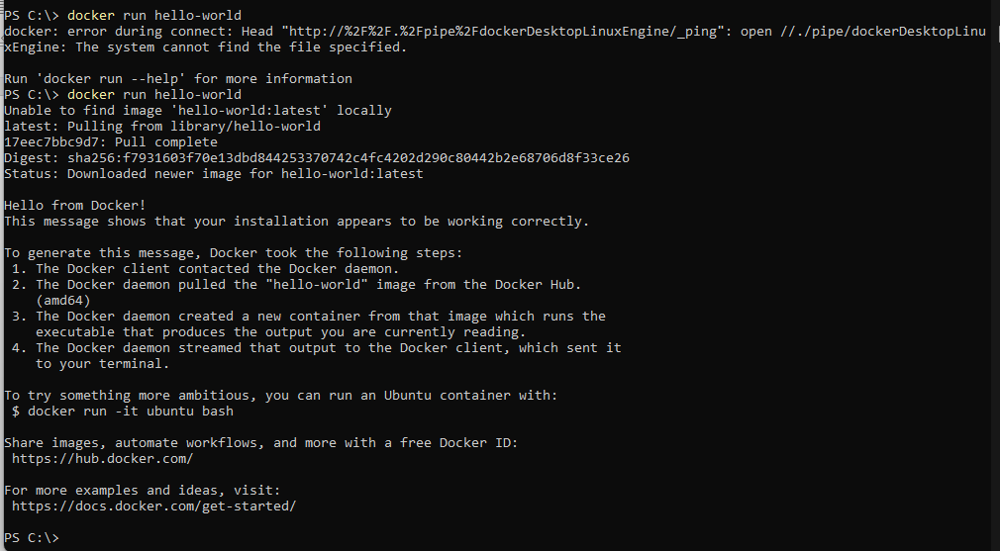 PS C:\> docker run hello-world
docker: error during connect: Head "http://%2F%2F.%2Fpipe%2FdockerDesktopLinuxEngine/_ping": open //./pipe/dockerDesktopLinu
xEngine: The system cannot find the file specified.
Run 'docker run --help' for more information
PS C:\> docker run hello-world
Unable to find image 'hello-world:latest' locally
latest: Pulling from library/hello-world
17eec7bbc9d7: Pull complete
Digest: sha256:f7931603f70e13dbd844253370742c4fc4202d290c80442b2e68706d8f33ce26
Status: Downloaded newer image for hello-world:latest
Hello from Docker!
This message shows that your installation appears to be working correctly.
To generate this message, Docker took the following steps:
1. The Docker client contacted the Docker daemon.
2. The Docker daemon pulled the "hello-world" image from the Docker Hub.
(amd64)
3. The Docker daemon created a new container from that image which runs the
executable that produces the output you are currently reading.
4. The Docker daemon streamed that output to the Docker client, which sent it
to your terminal.
To try something more ambitious, you can run an Ubuntu container with:
$ docker run -it ubuntu bash
Share images, automate workflows, and more with a free Docker ID:
https://hub.docker.com/
For more examples and ideas, visit:
https://docs.docker.com/get-started/
PS C:\>